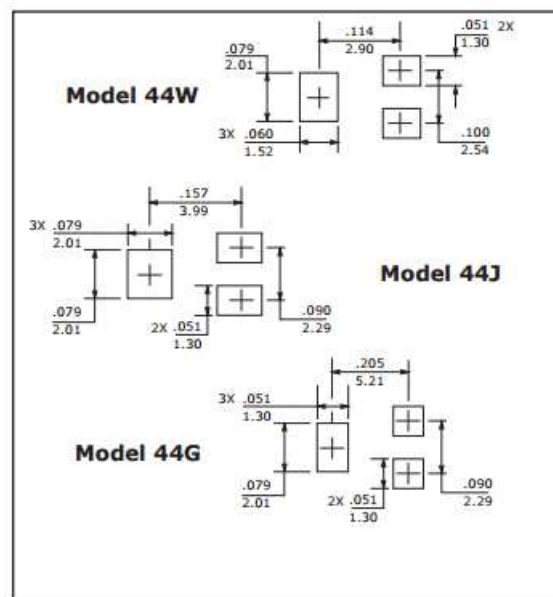 .114
2.90
.051 2X
1.30
.079
2.01
Model 44W
3X .060
1.52
.100
2.54
.157
3.99
3X .079
2.01
Model 44J
.079
2.01
2X .051
1.30
.090
2.29
.205
5.21
3X .051
1.30
Model 44G
.079
2.01
2X .051
1.30
.090
2.29